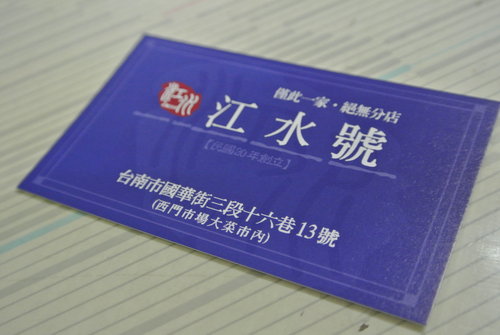 僅此一家·絕無分店
江水
江水號
【民國20年創立】
台南市國華街三段十六巷13號
(西門市場大菜市內)